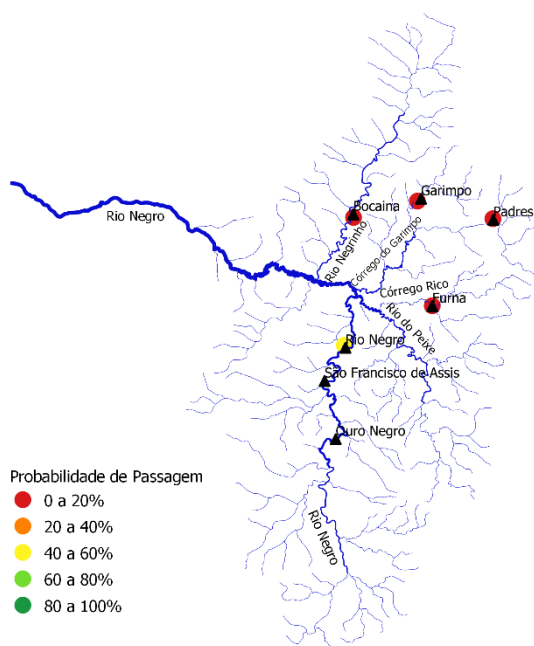 Garimpo
Bocaina
Padres
Rio Negro
Rio Negrinho
Córrego do Garimpo
Córrego Rico
Furna
Rio do Peixe
Rio Negro
São Francisco de Assis
Ouro Negro
Rio Negro
Probabilidade de Passagem
0 a 20%
20 a 40%
40 a 60%
60 a 80%
80 a 100%